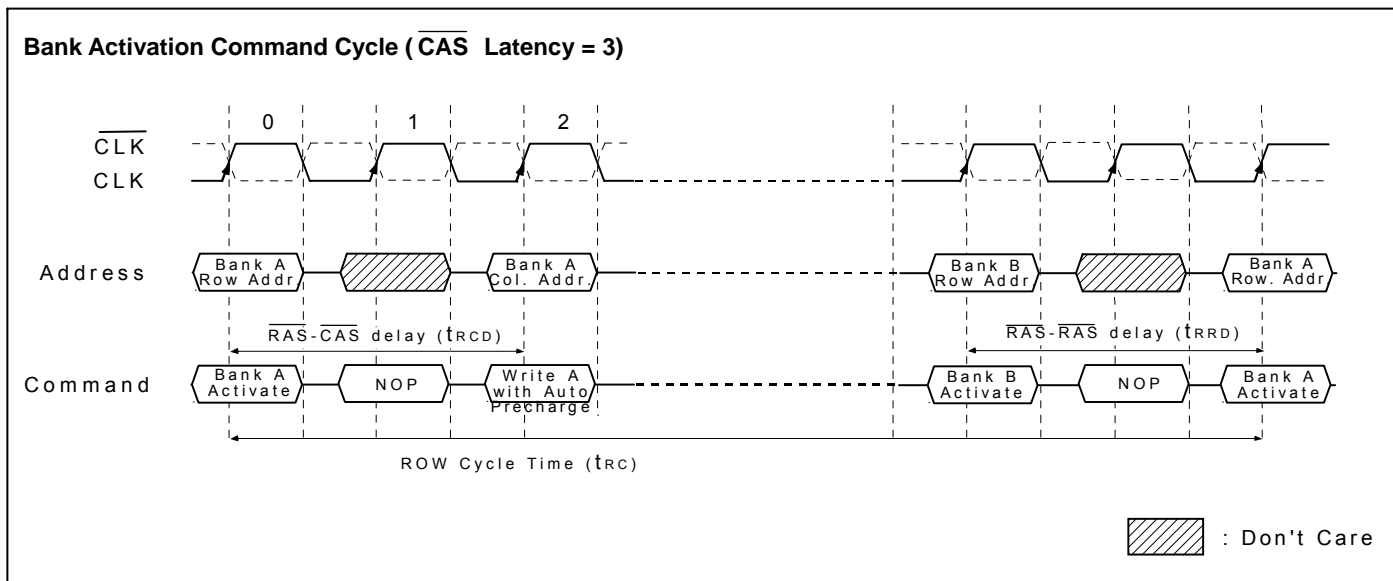 Bank Activation Command Cycle ( CAS Latency = 3)
0 1 2
CLK
CLK
Address
Bank A
Row Addr.
Bank A
Col. Addr.
Bank B
Row Addr.
Bank A
Row. Addr.
RAS-CAS delay (tRCD)
RAS-RAS delay (tRRD)
Command
Bank A
Activate
NOP
Write A
with Auto
Precharge
Bank B
Activate
NOP
Bank A
Activate
ROW Cycle Time (tRC)
: Don't Care